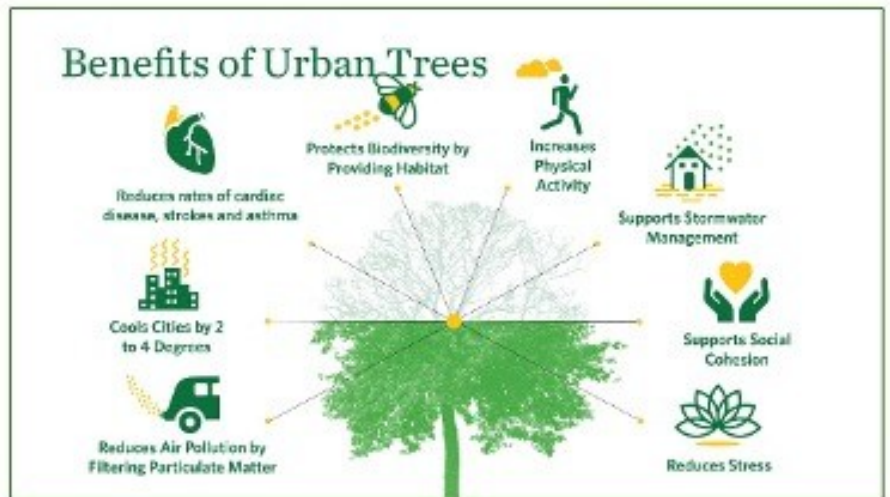 Benefits of Urban Trees
Protects Biodiversity by
Providing Habitat
Increases
Physical
Activity
Reduces rates of cardiac
disease, strokes and asthma
Supports Stormwater
Management
Cools Cities by 2
to 4 Degrees
Supports Social
Cohesion
Reduces Air Pollution by
Filtering Particulate Matter
Reduces Stress